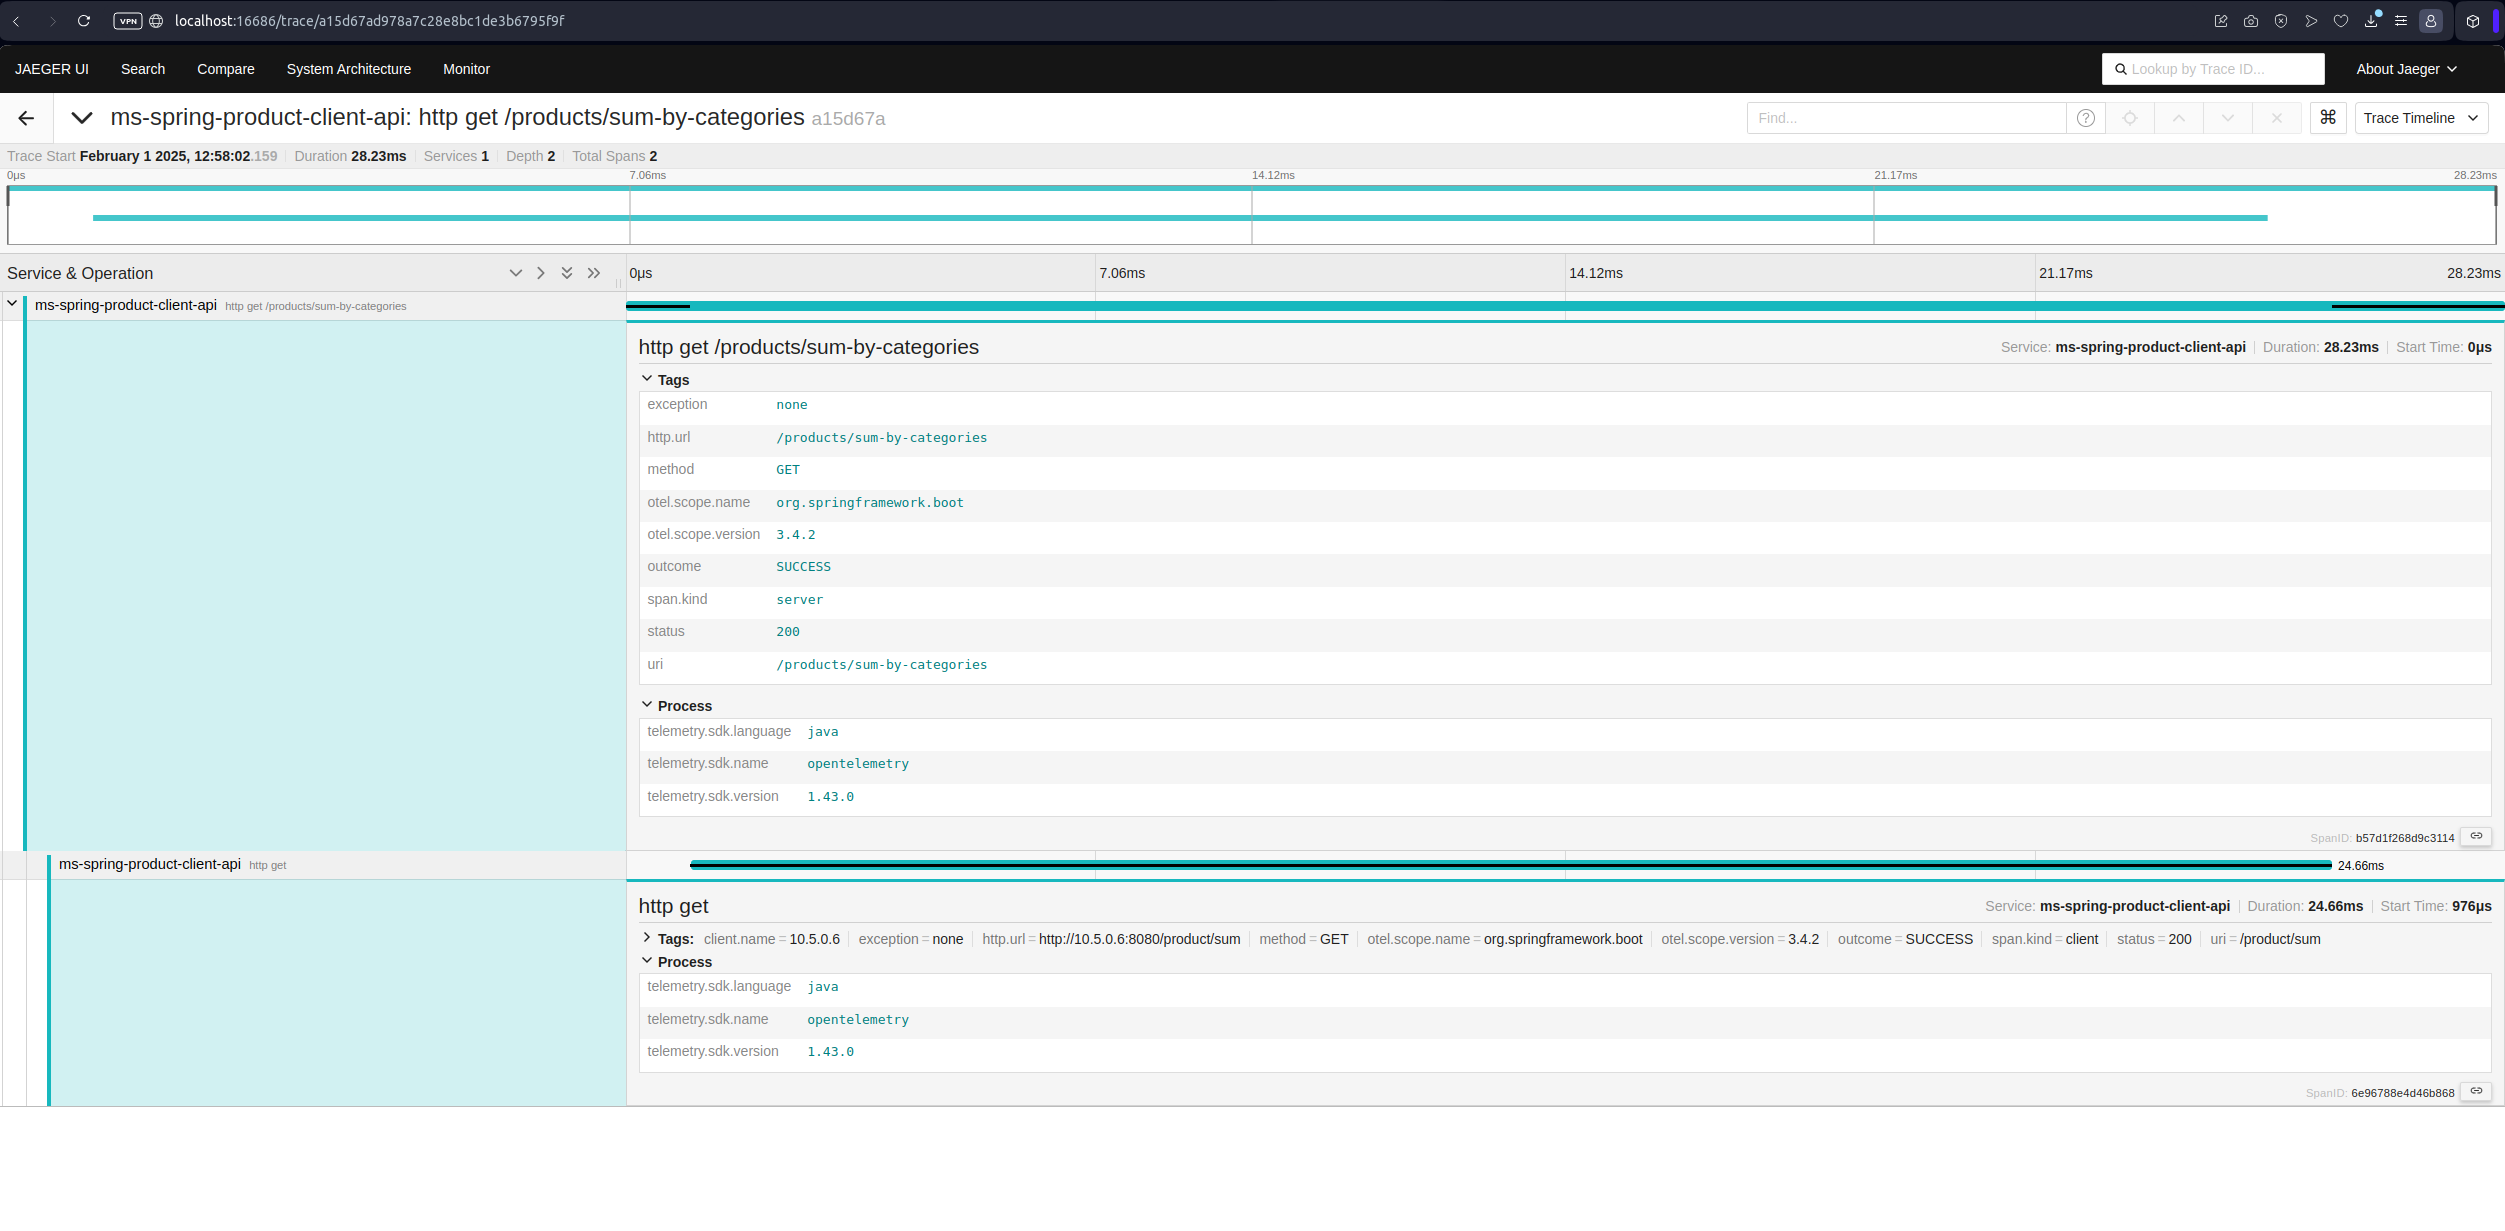 VPN localhost:16686/trace/a15d67ad978a7c28e8bc1de3b6795f9f
JAEGER UI Search Compare System Architecture Monitor Lookup by Trace ID... About Jaeger
ms-spring-product-client-api: http get /products/sum-by-categories a15d67a Find... ? ⌘ Trace Timeline
Trace Start February 1 2025, 12:58:02.159 Duration 28.23ms Services 1 Depth 2 Total Spans 2
0μs 7.06ms 14.12ms 21.17ms 28.23ms
Service & Operation 0μs 7.06ms 14.12ms 21.17ms 28.23ms
ms-spring-product-client-api http get /products/sum-by-categories
http get /products/sum-by-categories Service: ms-spring-product-client-api Duration: 28.23ms Start Time: 0μs
Tags
exception none
http.url /products/sum-by-categories
method GET
otel.scope.name org.springframework.boot
otel.scope.version 3.4.2
outcome SUCCESS
span.kind server
status 200
uri /products/sum-by-categories
Process
telemetry.sdk.language java
telemetry.sdk.name opentelemetry
telemetry.sdk.version 1.43.0
SpanID: b57d1f268d9c3114
ms-spring-product-client-api http get 24.66ms
http get Service: ms-spring-product-client-api Duration: 24.66ms Start Time: 976μs
Tags: client.name = 10.5.0.6 exception = none http.url = http://10.5.0.6:8080/product/sum method = GET otel.scope.name = org.springframework.boot otel.scope.version = 3.4.2 outcome = SUCCESS span.kind = client status = 200 uri = /product/sum
Process
telemetry.sdk.language java
telemetry.sdk.name opentelemetry
telemetry.sdk.version 1.43.0
SpanID: 6e96788e4d46b868